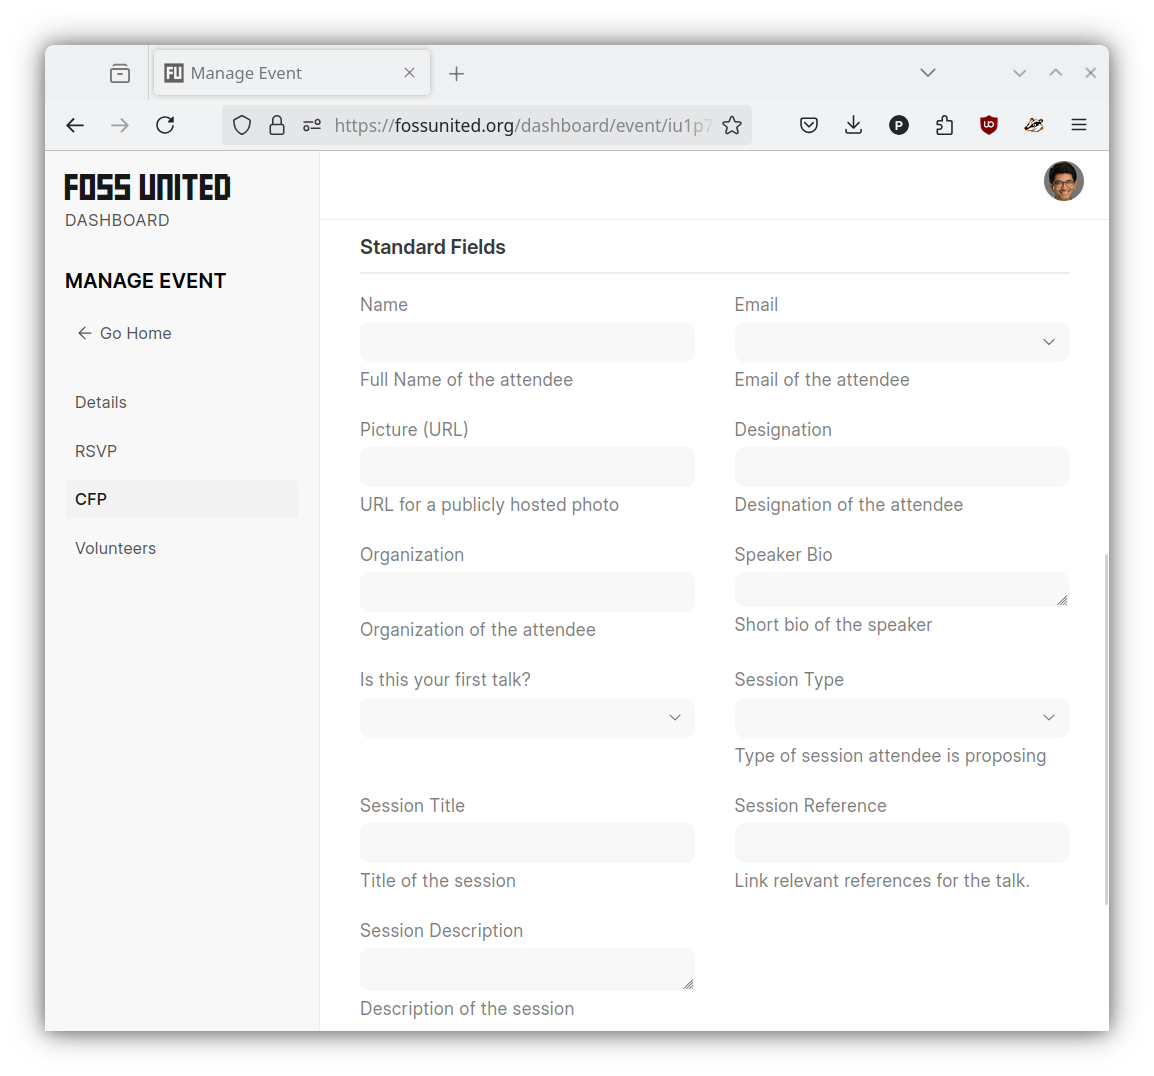 FU Manage Event
https://fossunited.org/dashboard/event/iu1p7
P
FOSS UNITED
DASHBOARD
MANAGE EVENT
Go Home
Details
RSVP
CFP
Volunteers
Standard Fields
Name
Email
Full Name of the attendee
Email of the attendee
Picture (URL)
Designation
URL for a publicly hosted photo
Designation of the attendee
Organization
Speaker Bio
Organization of the attendee
Short bio of the speaker
Is this your first talk?
Session Type
Type of session attendee is proposing
Session Title
Session Reference
Title of the session
Link relevant references for the talk.
Session Description
Description of the session